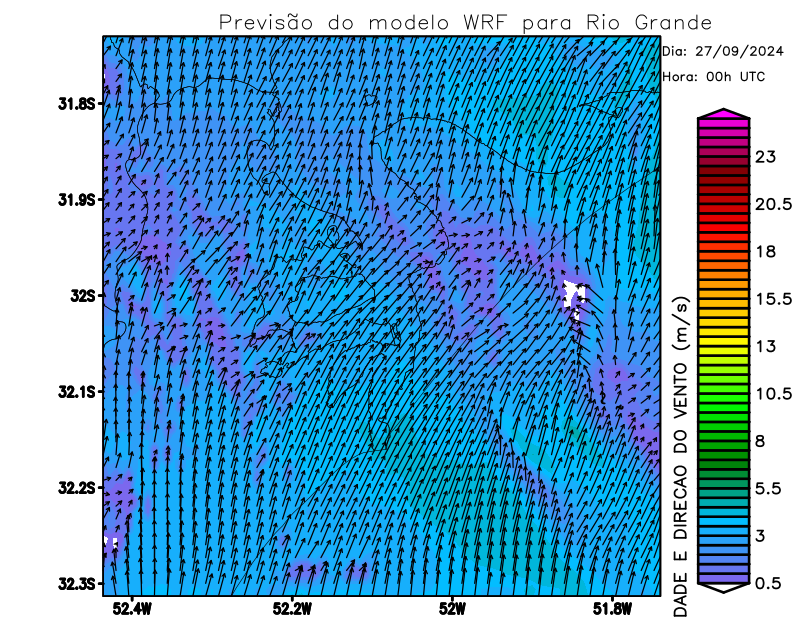 Previsão do modelo WRF para Rio Grande
Dia: 27/09/2024
Hora: 00h UTC
31.8S
31.9S
32S
32.1S
32.2S
32.3S
52.4W
52.2W
52W
51.8W
DADE E DIRECAO DO VENTO (m/s)
23
20.5
18
15.5
13
10.5
8
5.5
3
0.5